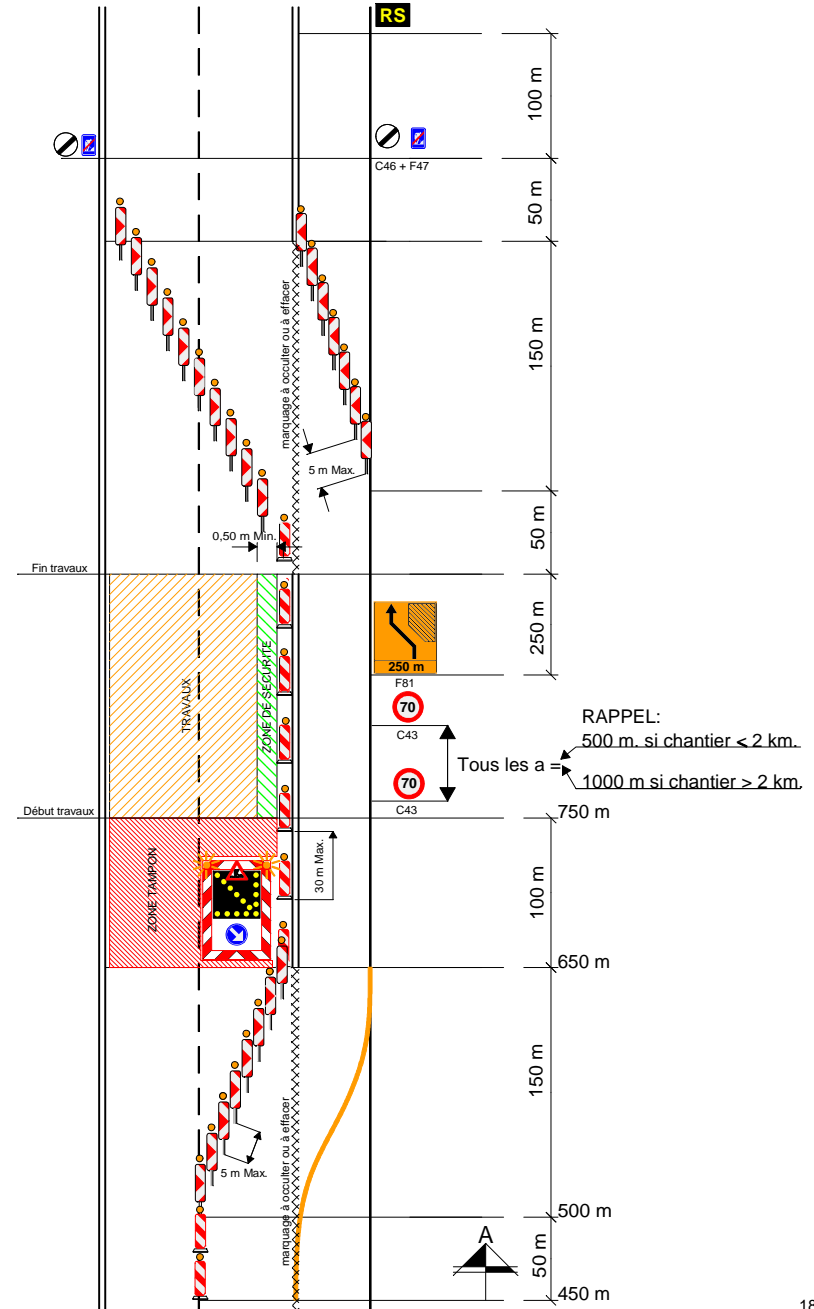 RS
100 m
C46 + F47
50 m
marquage à occulter ou à effacer
150 m
5 m Max.
0,50 m Min.
50 m
Fin travaux
250 m
TRAVAUX
ZONE DE SECURITE
250 m
F81
70
C43
RAPPEL:
500 m. si chantier < 2 km.
Tous les a =
1000 m si chantier > 2 km.
70
C43
Début travaux
750 m
ZONE TAMPON
30 m Max.
100 m
650 m
150 m
marquage à occulter ou à effacer
5 m Max.
500 m
A
50 m
450 m
18